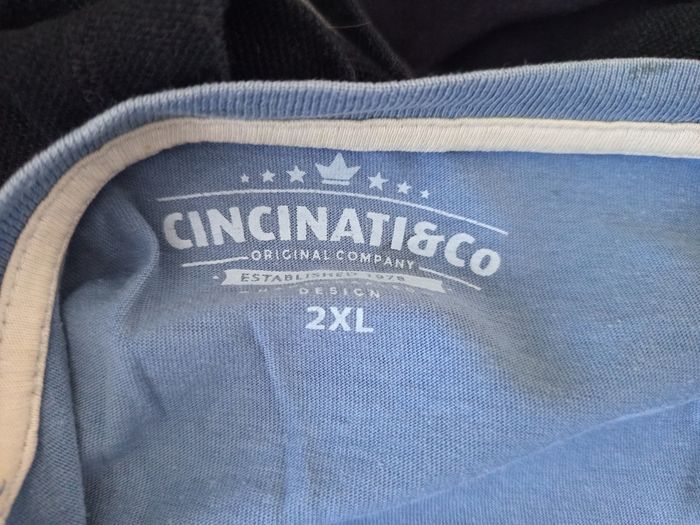 CINCINATI&Co
ORIGINAL COMPANY
ESTABLISHED 1978
DESIGN
2XL